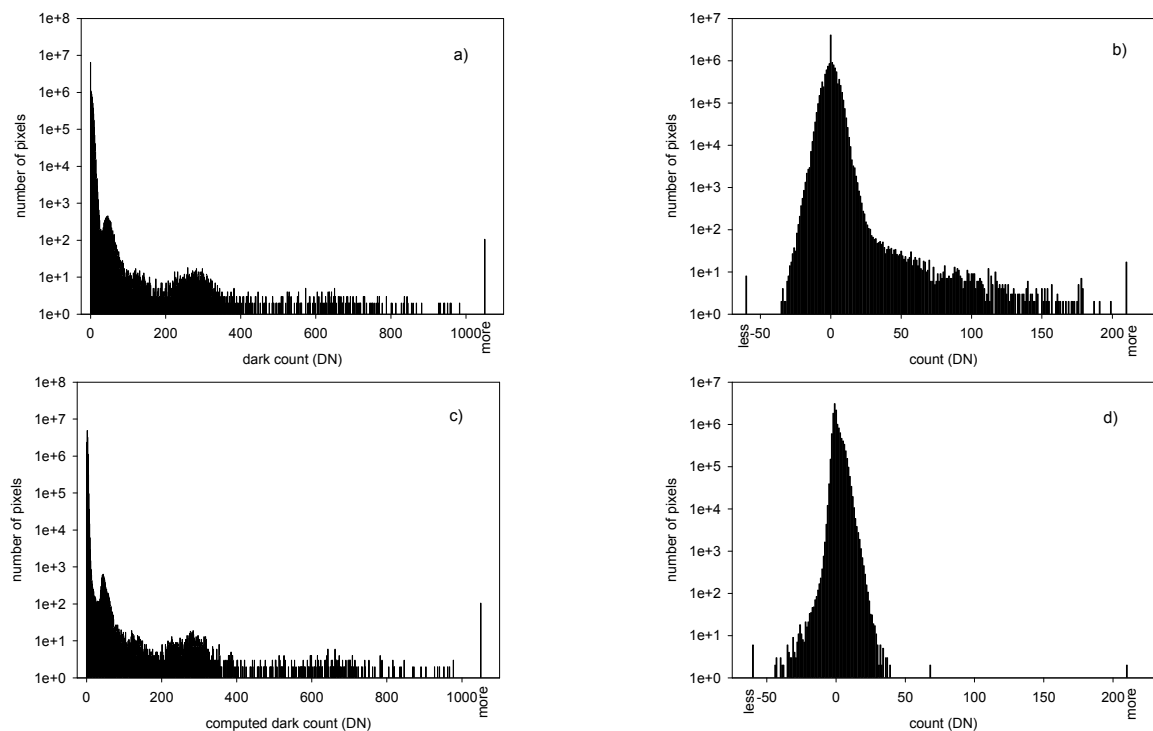 a)
number of pixels
1e+8
1e+7
1e+6
1e+5
1e+4
1e+3
1e+2
1e+1
1e+0
0 200 400 600 800 1000 more
dark count (DN)
b)
number of pixels
1e+7
1e+6
1e+5
1e+4
1e+3
1e+2
1e+1
1e+0
less -50 0 50 100 150 200 more
count (DN)
c)
number of pixels
1e+8
1e+7
1e+6
1e+5
1e+4
1e+3
1e+2
1e+1
1e+0
0 200 400 600 800 1000 more
computed dark count (DN)
d)
number of pixels
1e+7
1e+6
1e+5
1e+4
1e+3
1e+2
1e+1
1e+0
less -50 0 50 100 150 200 more
count (DN)